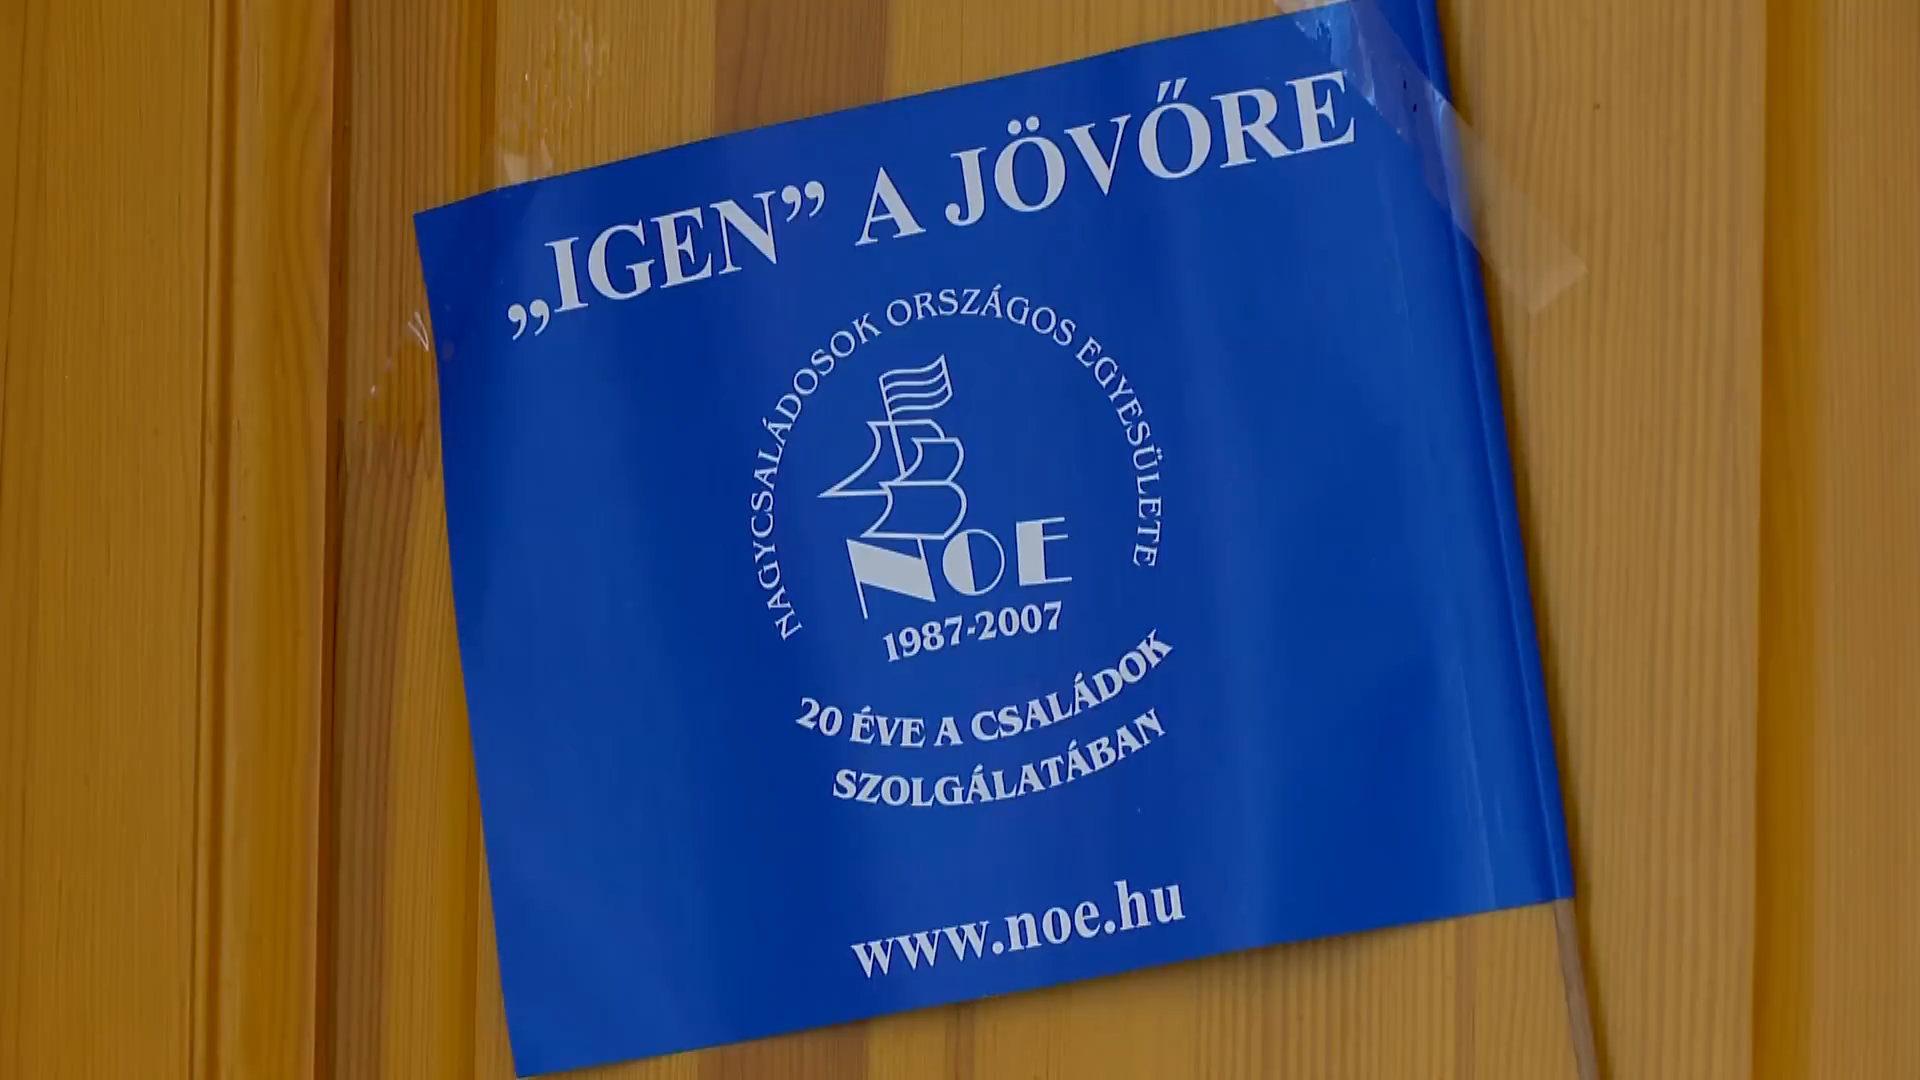 „IGEN” A JÖVŐRE
NAGYCSALÁDOSOK ORSZÁGOS EGYESÜLETE
NOE
1987-2007
20 ÉVE A CSALÁDOK
SZOLGÁLATÁBAN
www.noe.hu